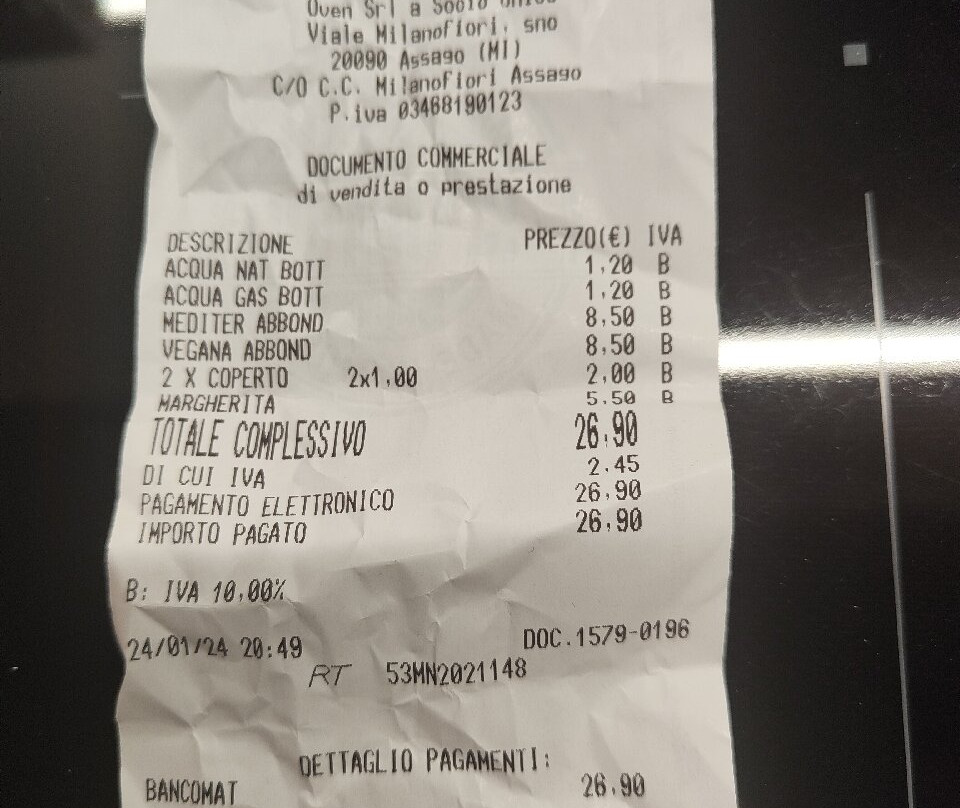 Oven Srl a Socio Unico
Viale Milanofiori, sno
20090 Assago (MI)
C/O C.C. Milanofiori Assago
P.iva 03468190123
DOCUMENTO COMMERCIALE
di vendita o prestazione
DESCRIZIONE PREZZO(€) IVA
ACQUA NAT BOTT 1,20 B
ACQUA GAS BOTT 1,20 B
MEDITER ABBOND 8,50 B
VEGANA ABBOND 8,50 B
2 X COPERTO 2x1,00 2,00 B
MARGHERITA 5,50 B
TOTALE COMPLESSIVO 26,90
DI CUI IVA 2,45
PAGAMENTO ELETTRONICO 26,90
IMPORTO PAGATO 26,90
B: IVA 10,00%
24/01/24 20:49 DOC.1579-0196
RT 53MN2021148
DETTAGLIO PAGAMENTI:
BANCOMAT 26,90